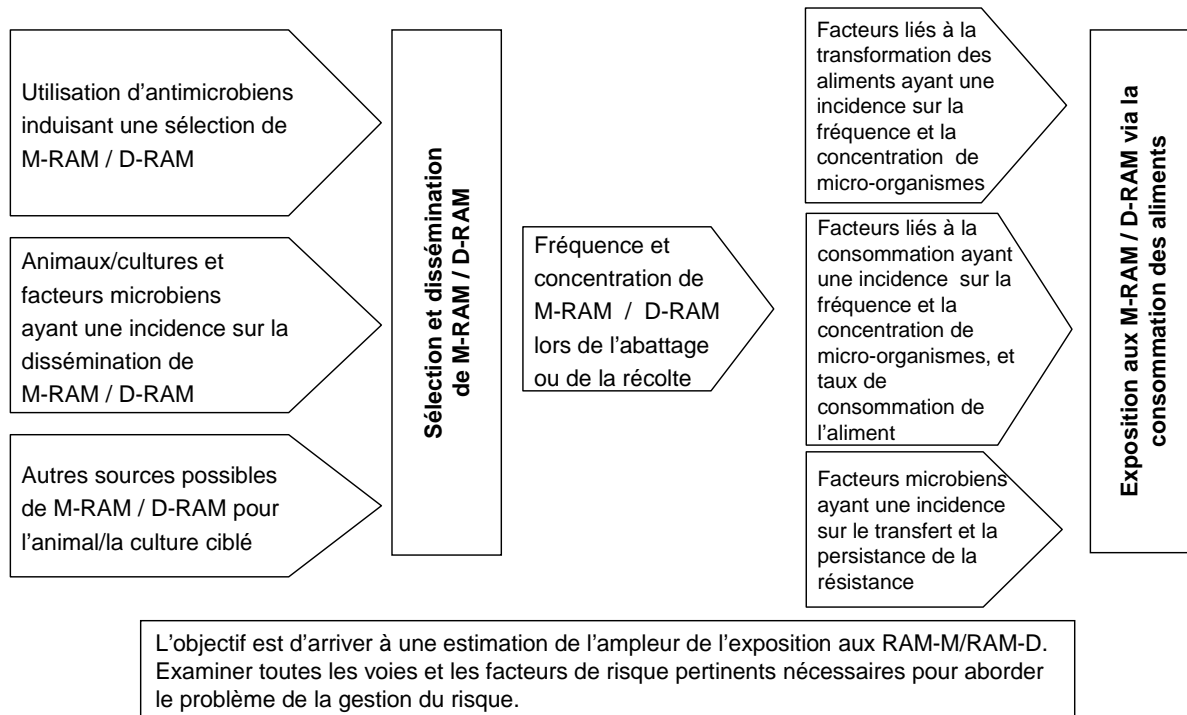 Utilisation d’antimicrobiens
induisant une sélection de
M-RAM / D-RAM
Animaux/cultures et
facteurs microbiens
ayant une incidence sur la
dissémination de
M-RAM / D-RAM
Autres sources possibles
de M-RAM / D-RAM pour
l’animal/la culture ciblé
Sélection et dissémination
de M-RAM / D-RAM
Fréquence et
concentration de
M-RAM / D-RAM
lors de l’abattage
ou de la récolte
Facteurs liés à la
transformation des
aliments ayant une
incidence sur la
fréquence et la
concentration de
micro-organismes
Facteurs liés à la
consommation ayant
une incidence sur la
fréquence et la
concentration de
micro-organismes, et
taux de
consommation de
l’aliment
Facteurs microbiens
ayant une incidence
sur le transfert et la
persistance de la
résistance
Exposition aux M-RAM / D-RAM via la
consommation des aliments
L’objectif est d’arriver à une estimation de l’ampleur de l’exposition aux RAM-M/RAM-D.
Examiner toutes les voies et les facteurs de risque pertinents nécessaires pour aborder
le problème de la gestion du risque.